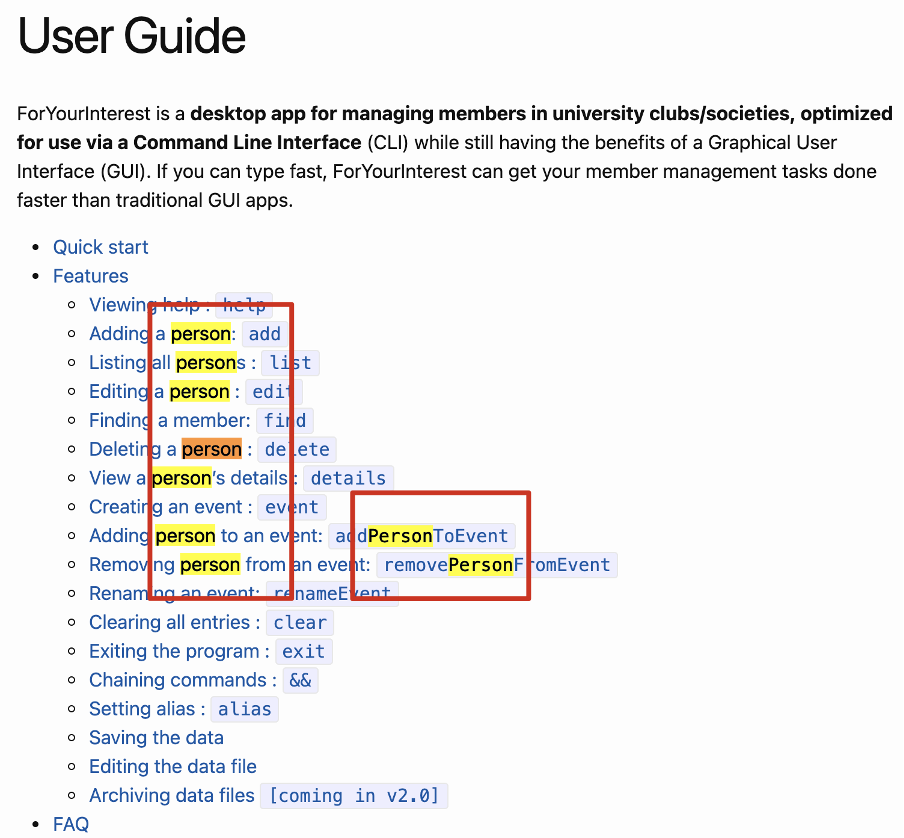 User Guide
ForYourInterest is a desktop app for managing members in university clubs/societies, optimized
for use via a Command Line Interface (CLI) while still having the benefits of a Graphical User
Interface (GUI). If you can type fast, ForYourInterest can get your member management tasks done
faster than traditional GUI apps.
Quick start
Features
Viewing help : help
Adding a person: add
Listing all persons : list
Editing a person : edit
Finding a member: find
Deleting a person : delete
View a person’s details : details
Creating an event : event
Adding person to an event: addPersonToEvent
Removing person from an event: removePersonFromEvent
Renaming an event: renameEvent
Clearing all entries : clear
Exiting the program : exit
Chaining commands : &&
Setting alias : alias
Saving the data
Editing the data file
Archiving data files [coming in v2.0]
FAQ